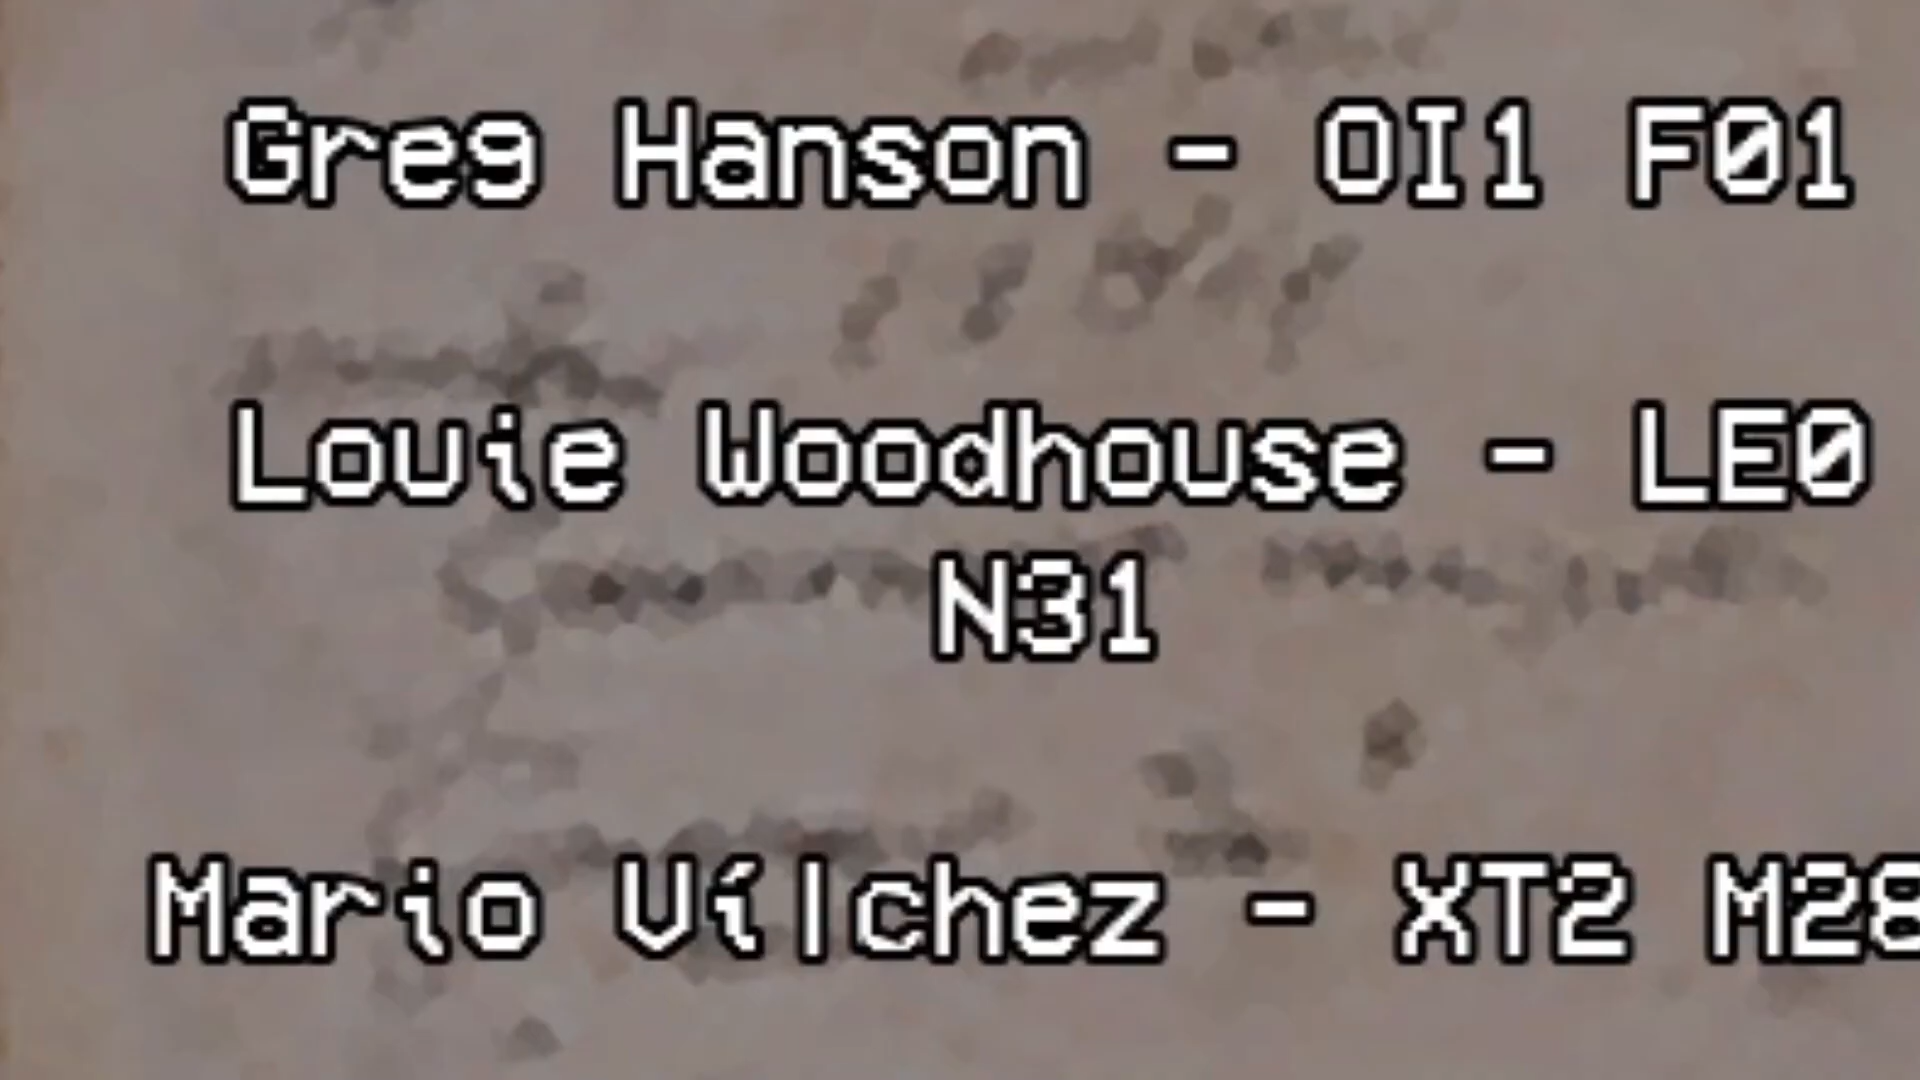 Greg Hanson - OI1 F01
Louie Woodhouse - LE0
N31
Mario Vílchez - XT2 M28